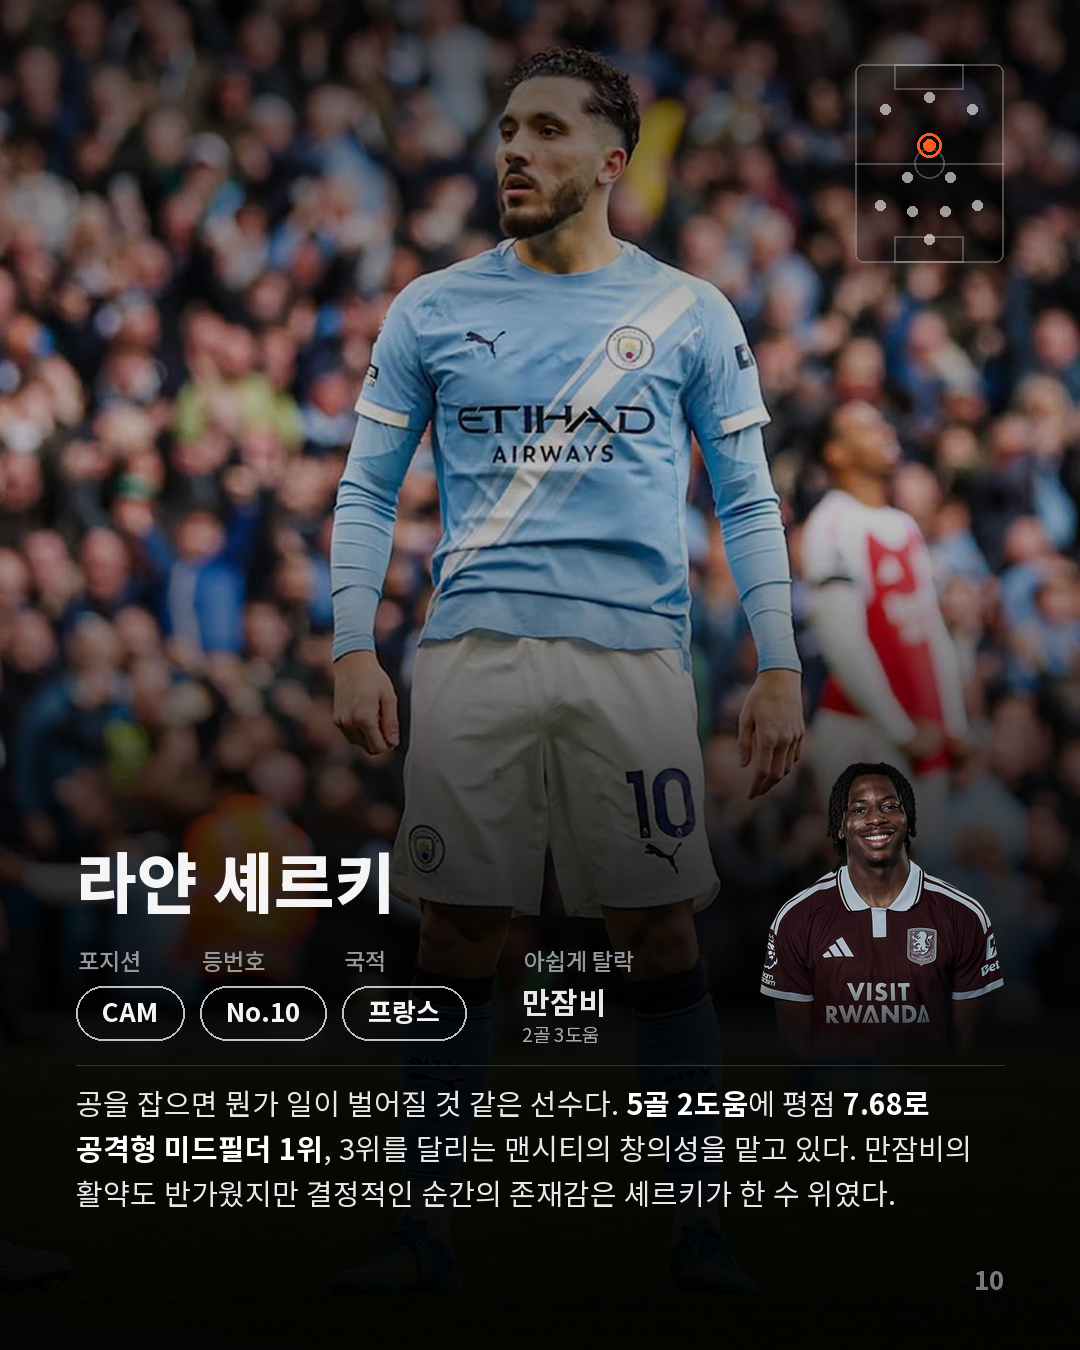 ETIHAD
AIRWAYS
10
라얀 셰르키
포지션 등번호 국적 아쉽게 탈락
CAM No.10 프랑스 만잠비
2골 3도움
VISIT
RWANDA
Bet
공을 잡으면 뭔가 일이 벌어질 것 같은 선수다. 5골 2도움에 평점 7.68로
공격형 미드필더 1위, 3위를 달리는 맨시티의 창의성을 맡고 있다. 만잠비의
활약도 반가웠지만 결정적인 순간의 존재감은 셰르키가 한 수 위였다.
10